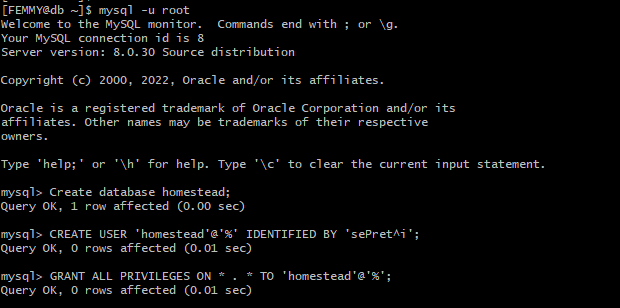 [FEMMY@db ~]$ mysql -u root
Welcome to the MySQL monitor.  Commands end with ; or \g.
Your MySQL connection id is 8
Server version: 8.0.30 Source distribution
Copyright (c) 2000, 2022, Oracle and/or its affiliates.
Oracle is a registered trademark of Oracle Corporation and/or its
affiliates. Other names may be trademarks of their respective
owners.
Type 'help;' or '\h' for help. Type '\c' to clear the current input statement.
mysql> Create database homestead;
Query OK, 1 row affected (0.00 sec)
mysql> CREATE USER 'homestead'@'%' IDENTIFIED BY 'sePret^i';
Query OK, 0 rows affected (0.01 sec)
mysql> GRANT ALL PRIVILEGES ON * . * TO 'homestead'@'%';
Query OK, 0 rows affected (0.01 sec)